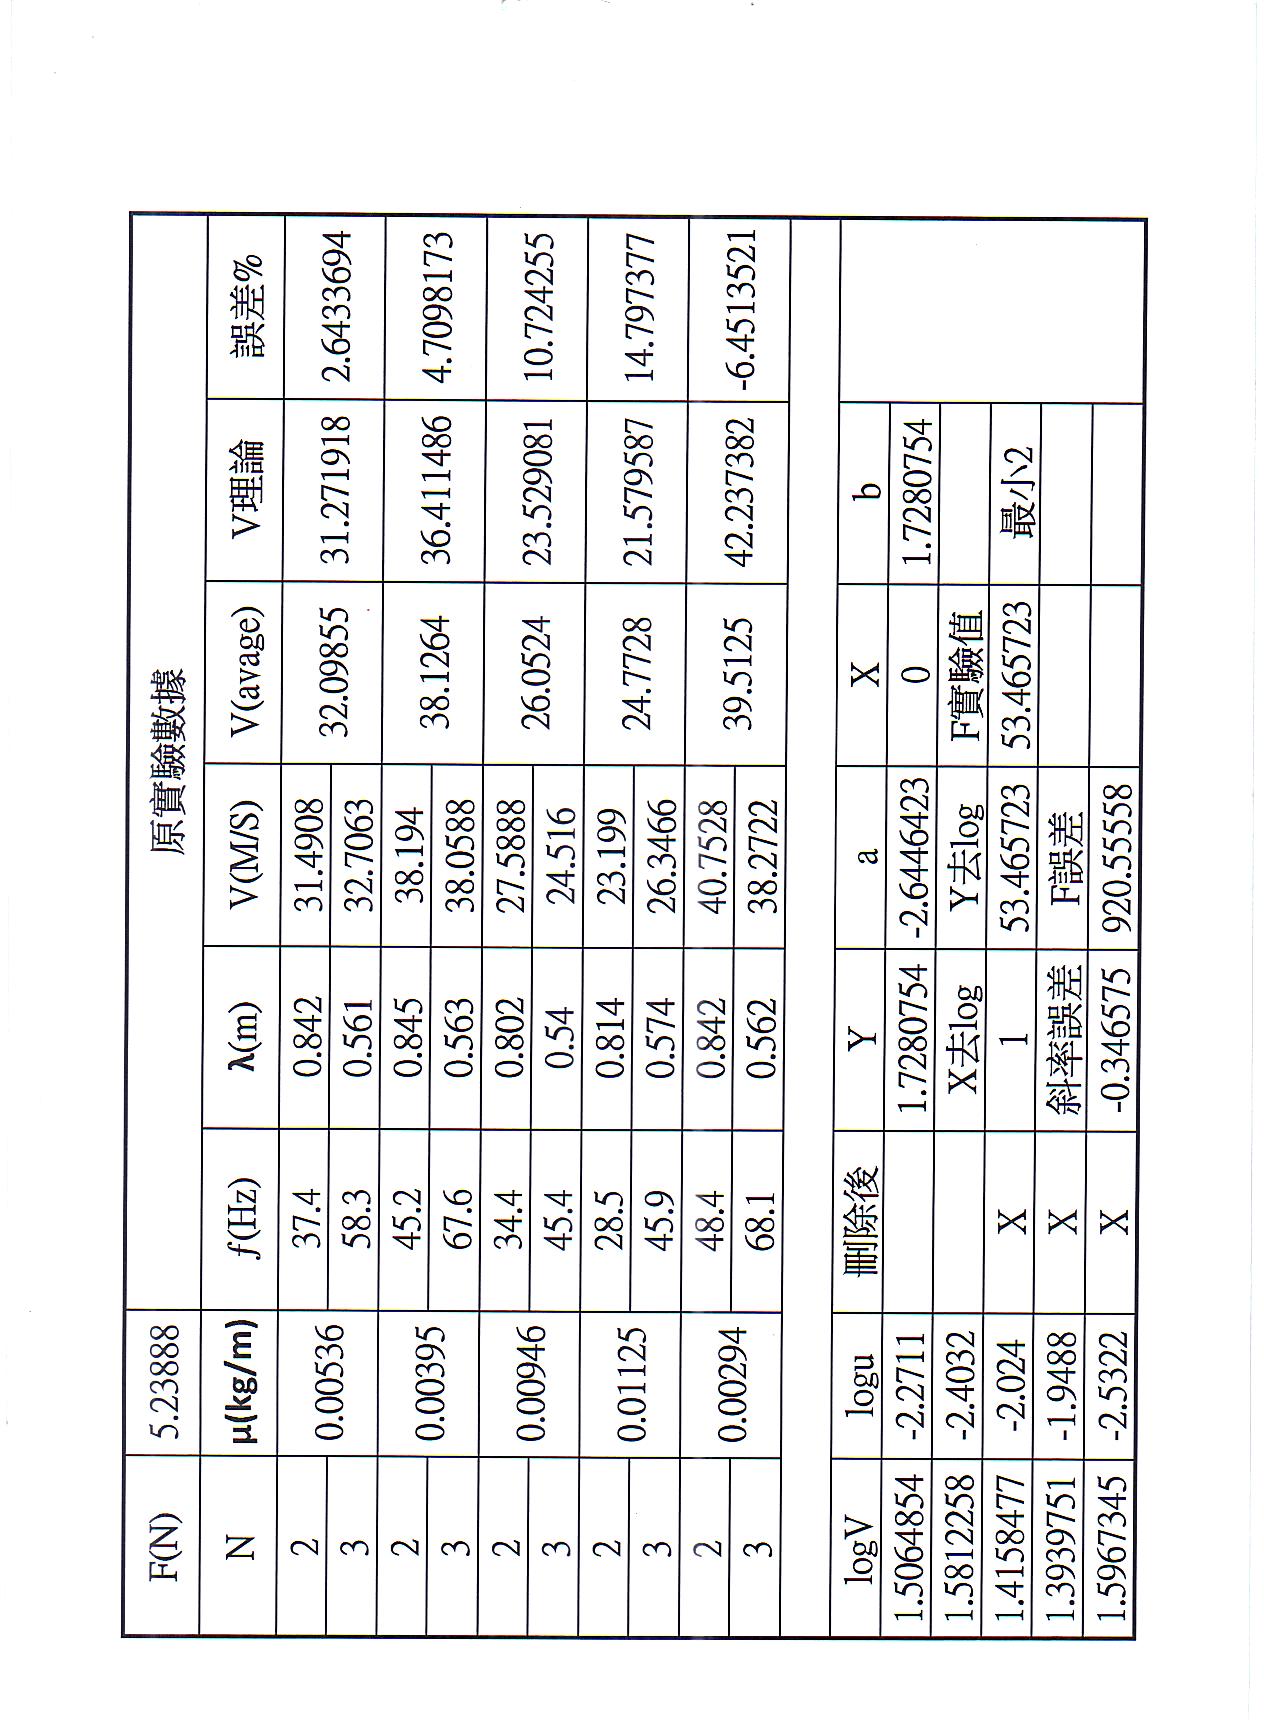 F(N) 5.23888 原實驗數據
N μ(kg/m) f(Hz) λ(m) V(M/S) V(avage) V理論 誤差%
2 0.00536 37.4 0.842 31.4908 32.09855 31.271918 2.6433694
3 58.3 0.561 32.7063
2 0.00395 45.2 0.845 38.194 38.1264 36.411486 4.7098173
3 67.6 0.563 38.0588
2 0.00946 34.4 0.802 27.5888 26.0524 23.529081 10.724255
3 45.4 0.54 24.516
2 0.01125 28.5 0.814 23.199 24.7728 21.579587 14.797377
3 45.9 0.574 26.3466
2 0.00294 48.4 0.842 40.7528 39.5125 42.237382 -6.4513521
3 68.1 0.562 38.2722
logV logu 刪除後 Y a X b
1.5064854 -2.2711 1.7280754 -2.6446423 0 1.7280754
1.5812258 -2.4032 X去log Y去log F實驗值
1.4158477 -2.024 X 1 53.465723 53.465723 最小2
1.3939751 -1.9488 X 斜率誤差 F誤差
1.5967345 -2.5322 X -0.346575 920.55558